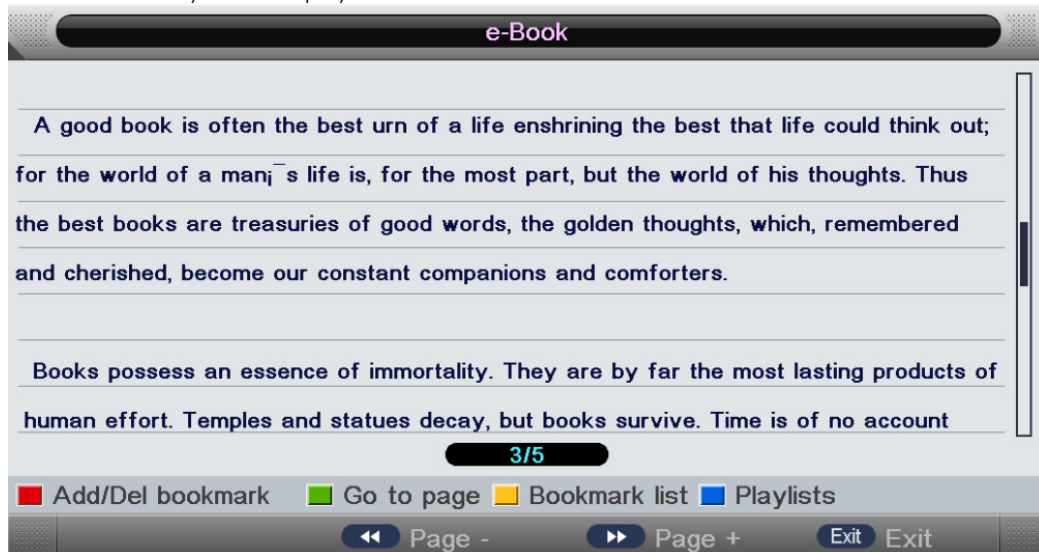 e-Book
A good book is often the best urn of a life enshrining the best that life could think out;
for the world of a man¡¯s life is, for the most part, but the world of his thoughts. Thus
the best books are treasuries of good words, the golden thoughts, which, remembered
and cherished, become our constant companions and comforters.
Books possess an essence of immortality. They are by far the most lasting products of
human effort. Temples and statues decay, but books survive. Time is of no account
3/5
Add/Del bookmark Go to page Bookmark list Playlists
Page - Page + Exit Exit